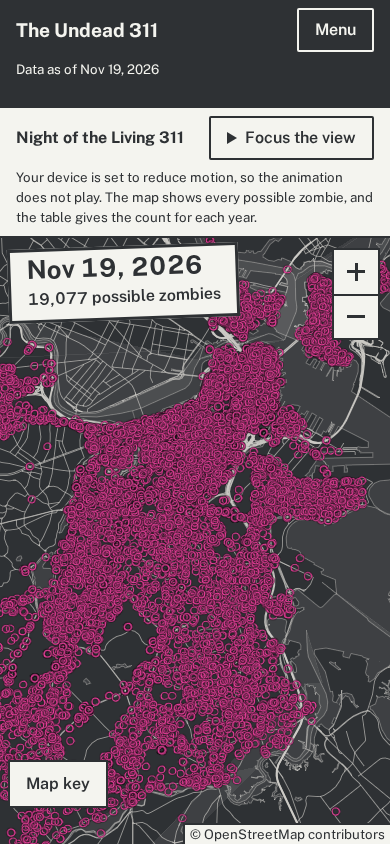 The Undead 311
Menu
Data as of Nov 19, 2026
Night of the Living 311
Focus the view
Your device is set to reduce motion, so the animation
does not play. The map shows every possible zombie, and
the table gives the count for each year.
Nov 19, 2026
19,077 possible zombies
+
−
Map key
© OpenStreetMap contributors